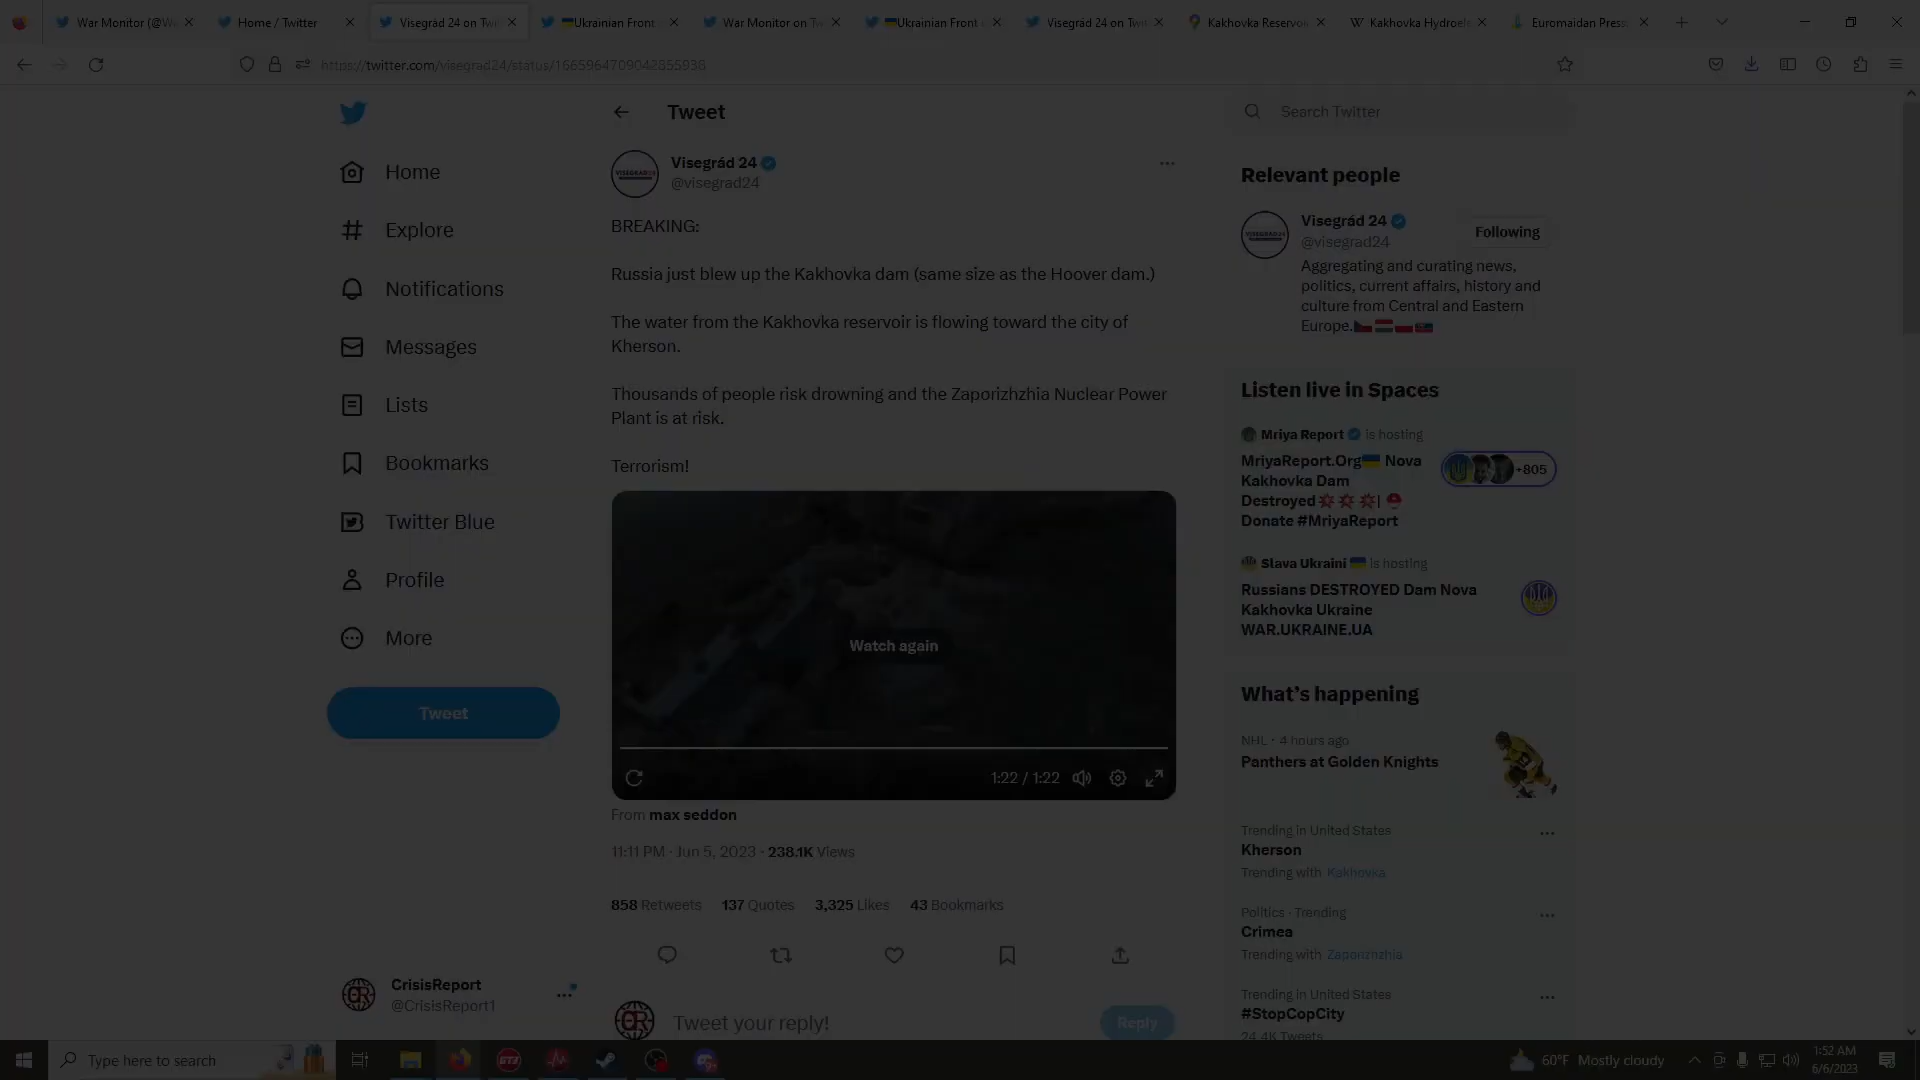 War Monitor (@We
Home / Twitter
Visegrád 24 on Twi
Ukrainian Front
War Monitor on Tw
Ukrainian Front
Visegrád 24 on Twit
Kakhovka Reservoi
Kakhovka Hydroele
Euromaidan Press
https://twitter.com/visegrad24/status/1665964709042855938
Tweet
Search Twitter
Home
Explore
Notifications
Messages
Lists
Bookmarks
Twitter Blue
Profile
More
Tweet
CrisisReport
@CrisisReport1
VISEGRAD24
Visegrád 24
@visegrad24
BREAKING:
Russia just blew up the Kakhovka dam (same size as the Hoover dam.)
The water from the Kakhovka reservoir is flowing toward the city of
Kherson.
Thousands of people risk drowning and the Zaporizhzhia Nuclear Power
Plant is at risk.
Terrorism!
Watch again
1:22 / 1:22
From max seddon
11:11 PM · Jun 5, 2023 · 238.1K Views
858 Retweets 137 Quotes 3,325 Likes 43 Bookmarks
Tweet your reply!
Reply
Relevant people
VISEGRAD24
Visegrád 24
@visegrad24
Following
Aggregating and curating news,
politics, current affairs, history and
culture from Central and Eastern
Europe.
Listen live in Spaces
Mriya Report is hosting
MriyaReport.Org Nova
Kakhovka Dam
Destroyed |
Donate #MriyaReport
+805
Slava Ukraini is hosting
Russians DESTROYED Dam Nova
Kakhovka Ukraine
WAR.UKRAINE.UA
What's happening
NHL · 4 hours ago
Panthers at Golden Knights
Trending in United States
Kherson
Trending with Kakhovka
Politics · Trending
Crimea
Trending with Zaporizhzhia
Trending in United States
#StopCopCity
24.4K Tweets
Type here to search
60°F Mostly cloudy
1:52 AM
6/6/2023